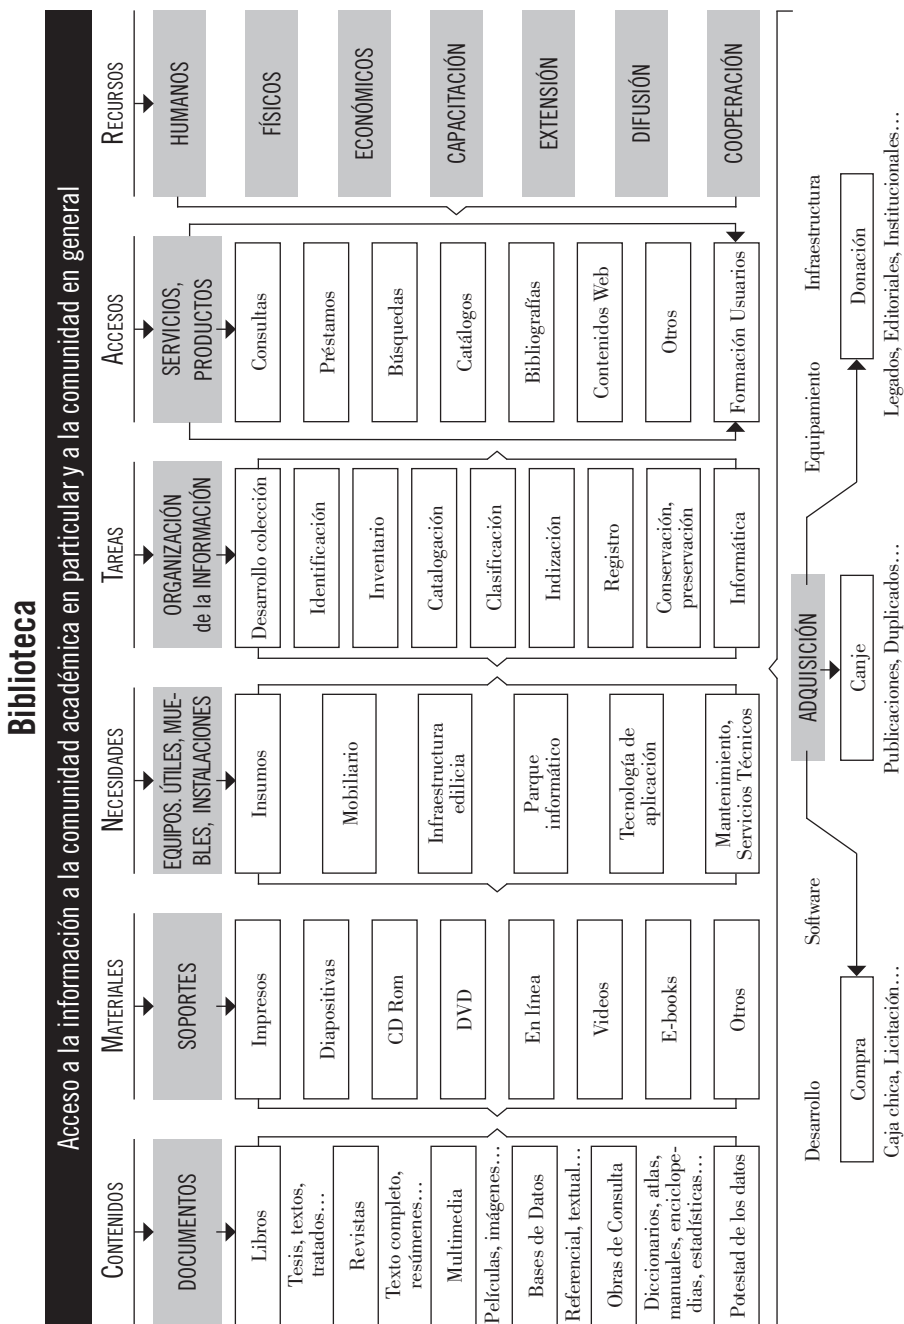 Biblioteca
Acceso a la información a la comunidad académica en particular y a la comunidad en general
CONTENIDOS
DOCUMENTOS
Libros
Tesis, textos,
tratados...
Revistas
Texto completo,
resúmenes...
Multimedia
Películas, imágenes...
Bases de Datos
Referencial, textual...
Obras de Consulta
Diccionarios, atlas,
manuales, enciclope-
dias, estadísticas...
Potestad de los datos
MATERIALES
SOPORTES
Impresos
Diapositivas
CD Rom
DVD
En línea
Videos
E-books
Otros
NECESIDADES
EQUIPOS. ÚTILES, MUE-
BLES, INSTALACIONES
Insumos
Mobiliario
Infraestructura
edilicia
Parque
informático
Tecnología de
aplicación
Mantenimiento,
Servicios Técnicos
TAREAS
ORGANIZACIÓN
de la INFORMACIÓN
Desarrollo colección
Identificación
Inventario
Catalogación
Clasificación
Indización
Registro
Conservación,
preservación
Informática
ACCESOS
SERVICIOS,
PRODUCTOS
Consultas
Préstamos
Búsquedas
Catálogos
Bibliografías
Contenidos Web
Otros
Formación Usuarios
RECURSOS
HUMANOS
FÍSICOS
ECONÓMICOS
CAPACITACIÓN
EXTENSIÓN
DIFUSIÓN
COOPERACIÓN
ADQUISICIÓN
Desarrollo
Software
Equipamiento
Infraestructura
Compra
Caja chica, Licitación...
Canje
Publicaciones, Duplicados...
Donación
Legados, Editoriales, Institucionales...